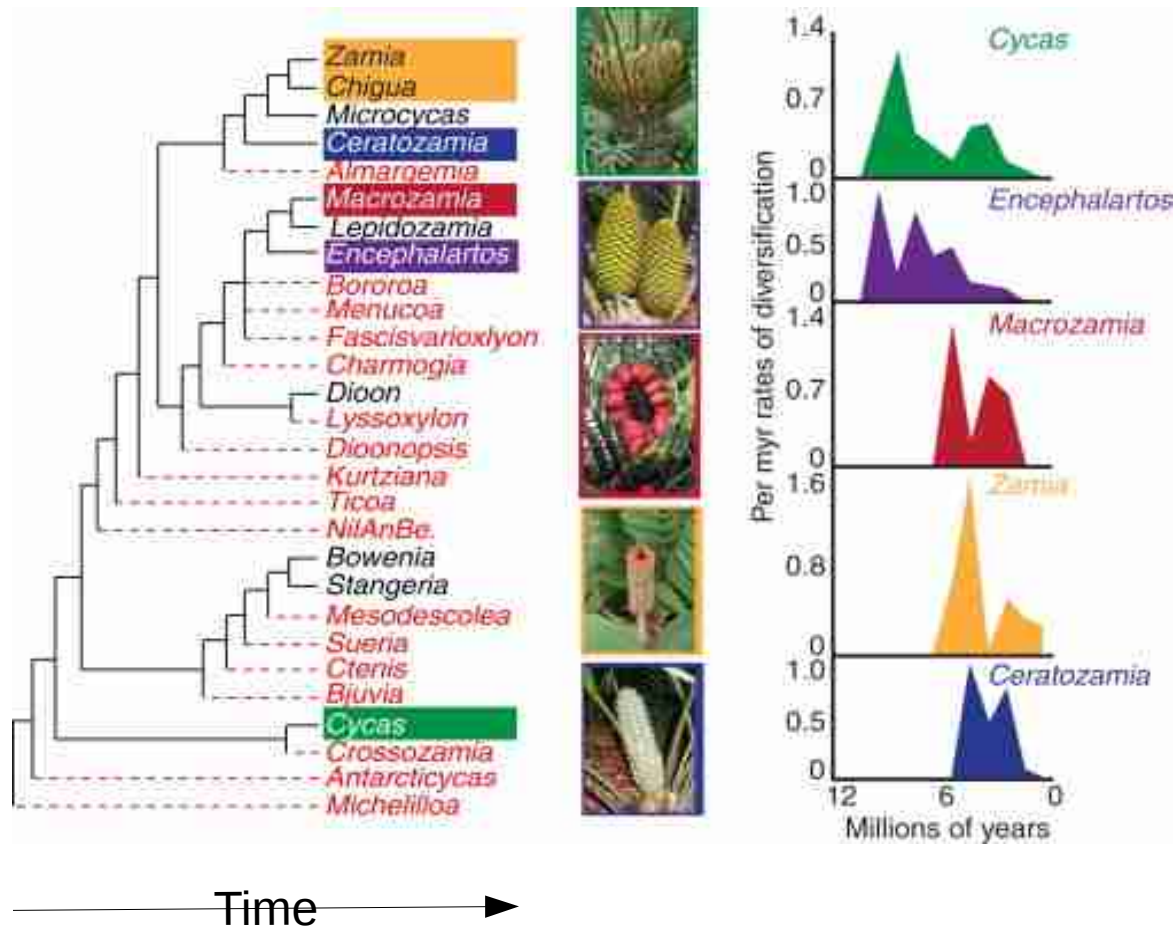 Zamia
Chigua
Microcycas
Ceratozamia
Almargemia
Macrozamia
Lepidozamia
Encephalartos
Bororoa
Menucoa
Fascisvarioxlyon
Charmogia
Dioon
Lyssoxylon
Dioonopsis
Kurtziana
Ticoa
NilAnBe.
Bowenia
Stangeria
Mesodescolea
Sueria
Ctenis
Bjuvia
Cycas
Crossozamia
Antarcticycas
Michelilloa
Time
Per myr rates of diversification
1.4
Cycas
0.7
0
1.0
Encephalartos
0.5
0
1.4
Macrozamia
0.7
0
1.6
Zamia
0.8
0
1.0
Ceratozamia
0.5
0
12 6 0
Millions of years